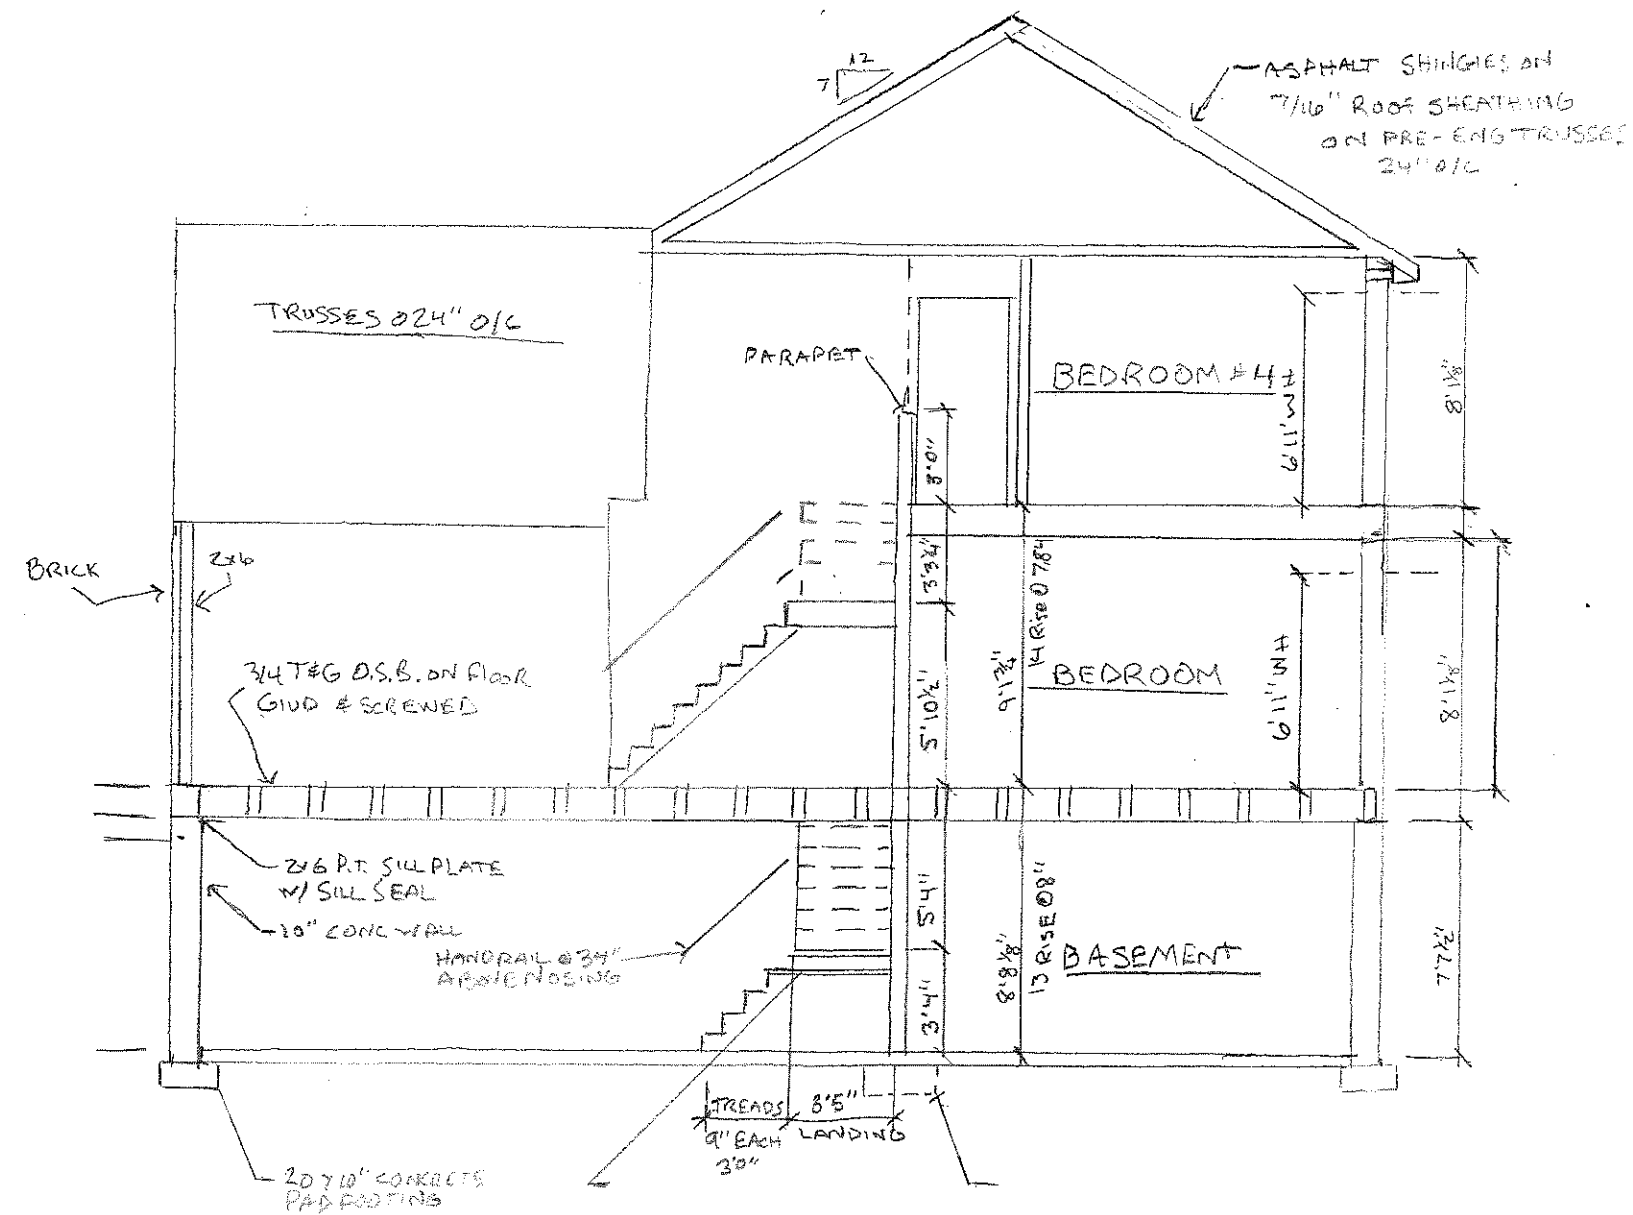 12
7
ASPHALT SHINGLES ON
7/16" ROOF SHEATHING
ON PRE-ENG TRUSSES
24" O/C
TRUSSES @ 24" O/C
PARAPET
BEDROOM #4
6'11" WH
8'1 1/8"
3'0"
BRICK
2x6
3'3 3/4"
14 Rise @ 7.84
3/4 T&G O.S.B. ON FLOOR
GLUD & SCREWED
5'10 1/2"
9'1 3/4"
BEDROOM
6'11" WH
8'1 1/8"
2x6 P.T. SILL PLATE
W/ SILL SEAL
10" CONC WALL
HANDRAIL @ 34"
ABOVE NOSING
5'4"
3'4"
8'8 1/8"
13 RISE @ 8"
BASEMENT
7'7 1/2"
TREADS
9" EACH
3'0"
3'5"
LANDING
20 x 10" CONCRETE
PAD FOOTING